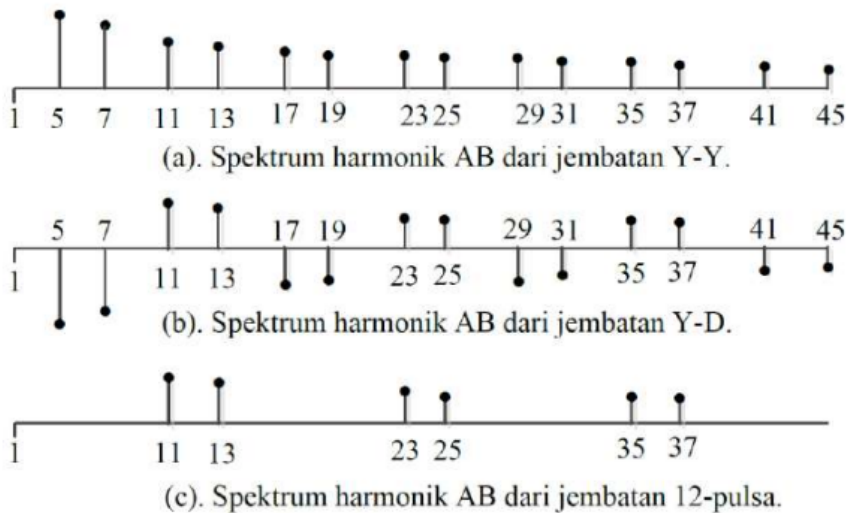 1 5 7 11 13 17 19 23 25 29 31 35 37 41 45
(a). Spektrum harmonik AB dari jembatan Y-Y.
5 7 17 19 29 31 41 45
1 11 13 23 25 35 37
(b). Spektrum harmonik AB dari jembatan Y-D.
1 11 13 23 25 35 37
(c). Spektrum harmonik AB dari jembatan 12-pulsa.